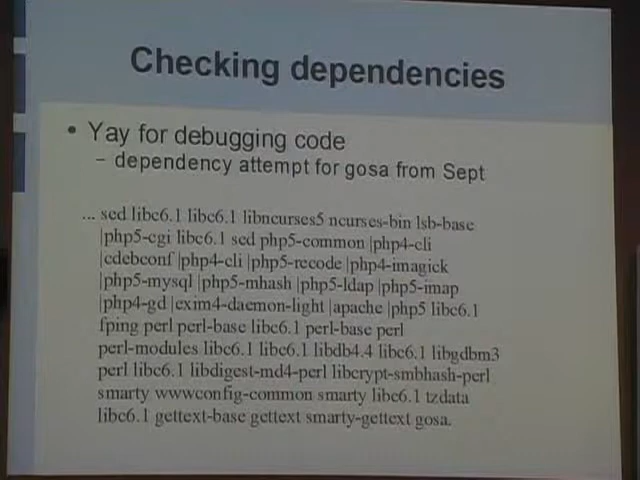 Checking dependencies
• Yay for debugging code
– dependency attempt for gosa from Sept
... sed libc6.1 libc6.1 libncurses5 ncurses-bin lsb-base
|php5-cgi libc6.1 sed php5-common |php4-cli
|cdebconf |php4-cli |php5-recode |php4-imagick
|php5-mysql |php5-mhash |php5-ldap |php5-imap
|php4-gd |exim4-daemon-light |apache |php5 libc6.1
fping perl perl-base libc6.1 perl-base perl
perl-modules libc6.1 libc6.1 libdb4.4 libc6.1 libgdbm3
perl libc6.1 libdigest-md4-perl libcrypt-smbhash-perl
smarty wwwconfig-common smarty libc6.1 tzdata
libc6.1 gettext-base gettext smarty-gettext gosa.